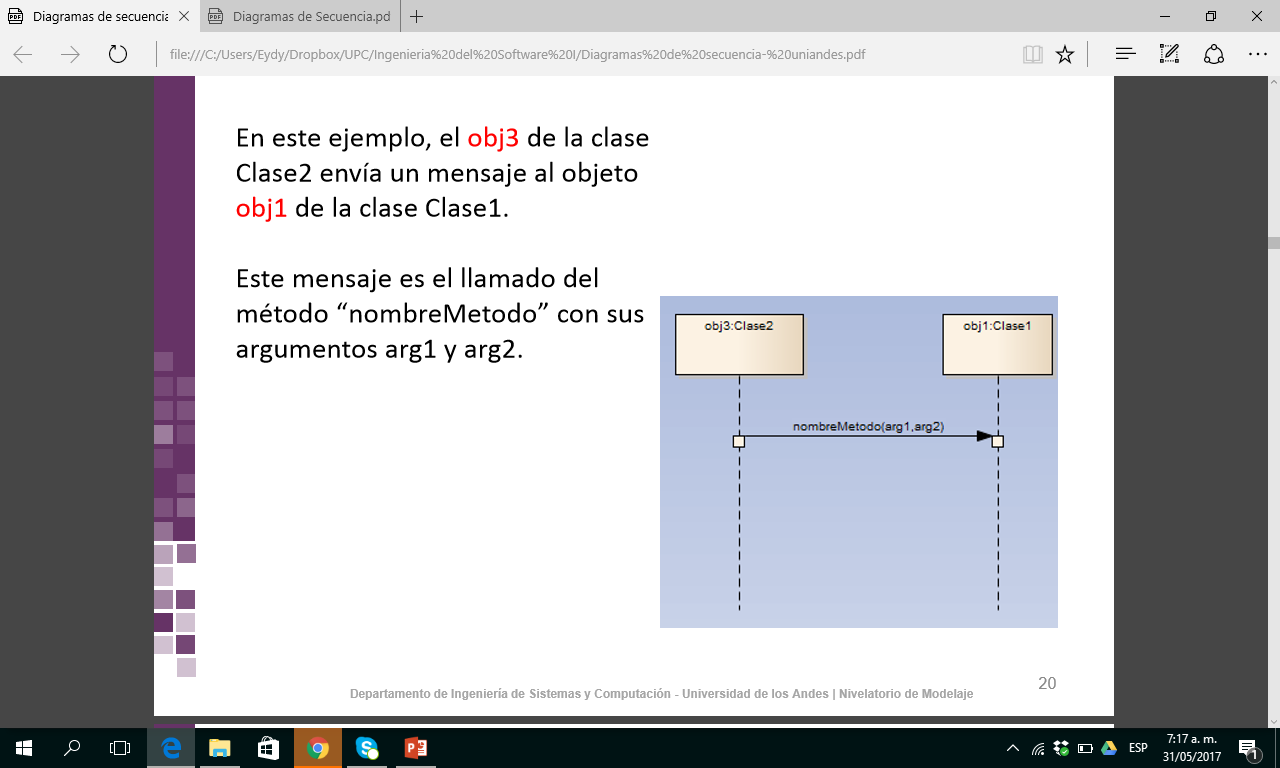 Diagramas de secuencia
Diagramas de Secuencia.pd
file:///C:/Users/Eydy/Dropbox/UPC/Ingenieria%20del%20Software%20I/Diagramas%20de%20secuencia-%20uniandes.pdf
En este ejemplo, el obj3 de la clase
Clase2 envía un mensaje al objeto
obj1 de la clase Clase1.
Este mensaje es el llamado del
método “nombreMetodo” con sus
argumentos arg1 y arg2.
obj3:Clase2
obj1:Clase1
nombreMetodo(arg1,arg2)
20
Departamento de Ingeniería de Sistemas y Computación - Universidad de los Andes | Nivelatorio de Modelaje
ESP
7:17 a. m.
31/05/2017
1